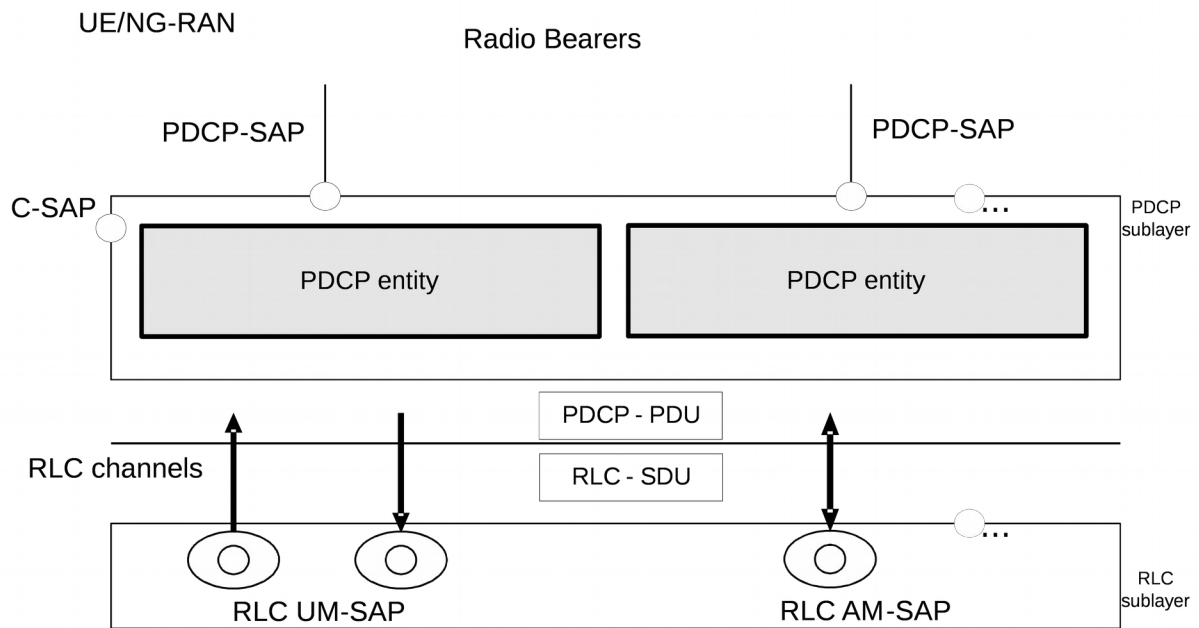 UE/NG-RAN
Radio Bearers
PDCP-SAP
PDCP-SAP
C-SAP
...
PDCP
sublayer
PDCP entity
PDCP entity
PDCP - PDU
RLC channels
RLC - SDU
...
RLC UM-SAP
RLC AM-SAP
RLC
sublayer